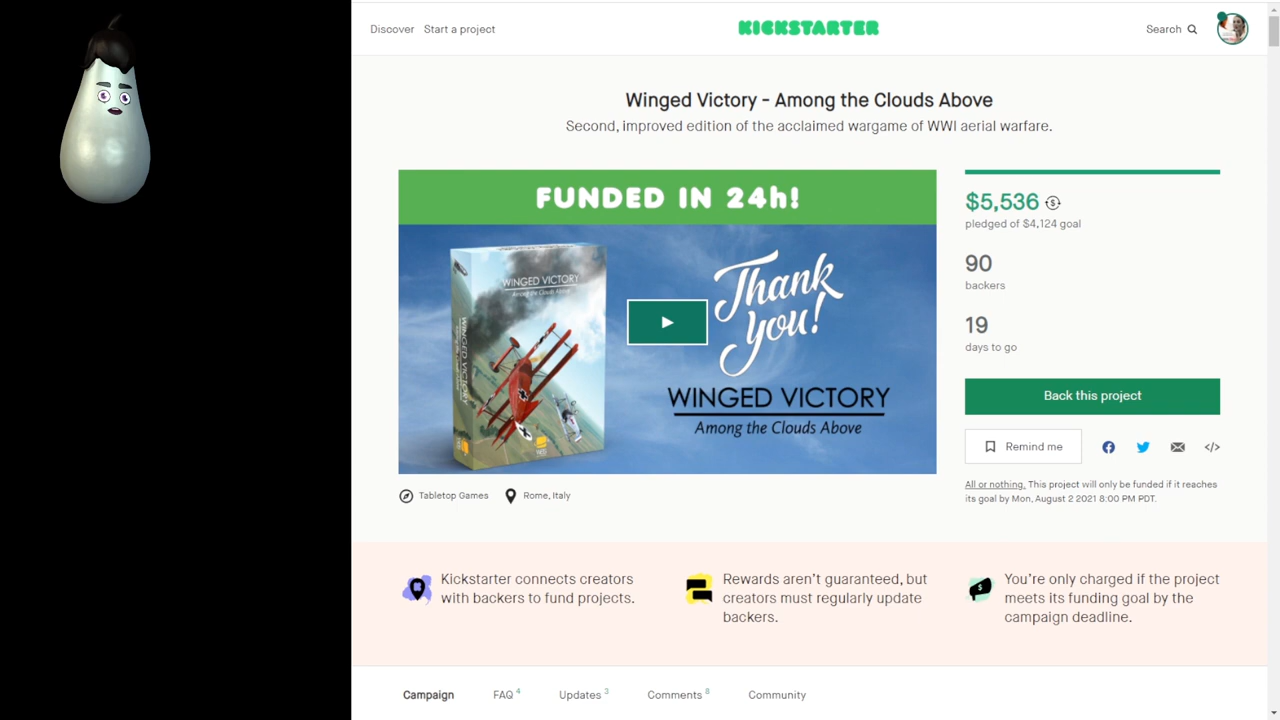 Discover Start a project
KICKSTARTER
Search
Winged Victory - Among the Clouds Above
Second, improved edition of the acclaimed wargame of WWI aerial warfare.
FUNDED IN 24h!
WINGED VICTORY
Among the Clouds Above
WINGED VICTORY
Thank
you!
WINGED VICTORY
Among the Clouds Above
Tabletop Games
Rome, Italy
$5,536
pledged of $4,124 goal
90
backers
19
days to go
Back this project
Remind me
All or nothing. This project will only be funded if it reaches
its goal by Mon, August 2 2021 8:00 PM PDT.
Kickstarter connects creators
with backers to fund projects.
Rewards aren't guaranteed, but
creators must regularly update
backers.
You're only charged if the project
meets its funding goal by the
campaign deadline.
Campaign FAQ 4 Updates 3 Comments 8 Community